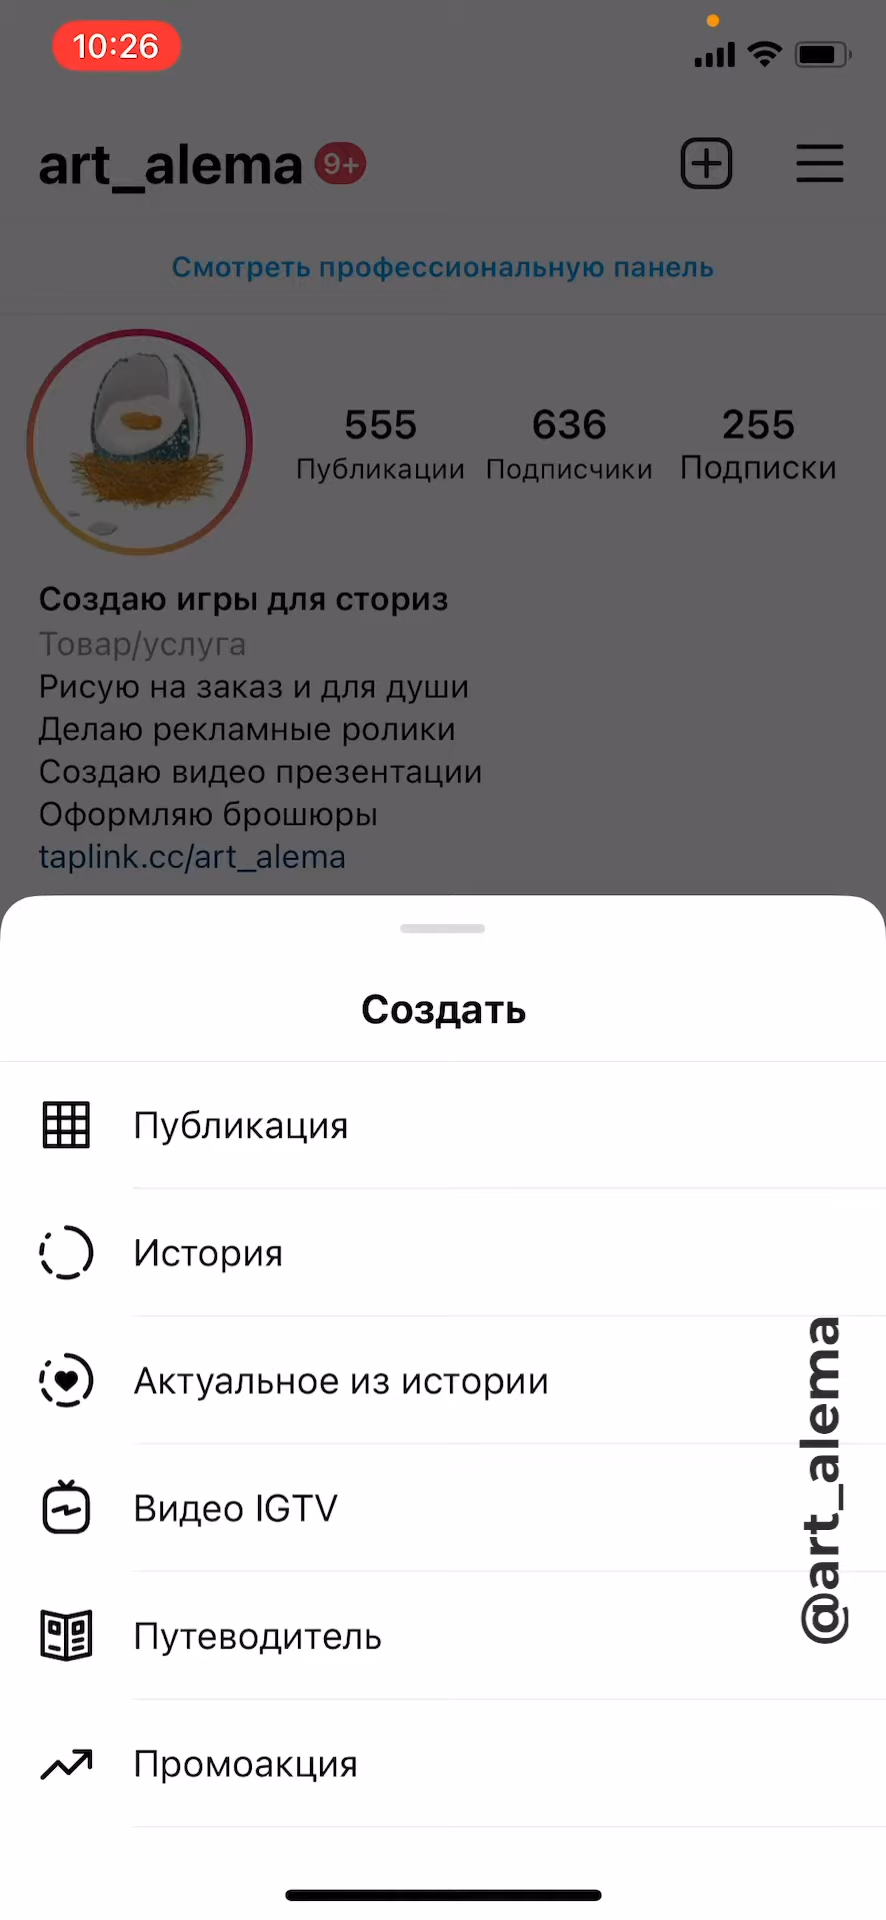 10:26
art_alema 9+
Смотреть профессиональную панель
555 636 255
Публикации Подписчики Подписки
Создаю игры для сториз
Товар/услуга
Рисую на заказ и для души
Делаю рекламные ролики
Создаю видео презентации
Оформляю брошюры
taplink.cc/art_alema
Создать
Публикация
История
Актуальное из истории
Видео IGTV
Путеводитель
Промоакция
@art_alema